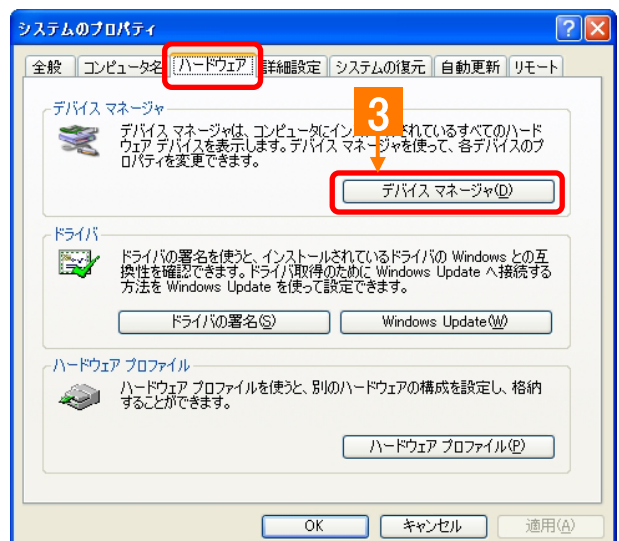 システムのプロパティ
全般 コンピュータ名 ハードウェア 詳細設定 システムの復元 自動更新 リモート
デバイス マネージャ
3
デバイス マネージャは、コンピュータにインストールされているすべてのハード
ウェア デバイスを表示します。デバイス マネージャを使って、各デバイスのプ
ロパティを変更できます。
デバイス マネージャ(D)
ドライバ
ドライバの署名を使うと、インストールされているドライバの Windows との互
換性を確認できます。ドライバ取得のために Windows Update へ接続する
方法を Windows Update を使って設定できます。
ドライバの署名(S) Windows Update(W)
ハードウェア プロファイル
ハードウェア プロファイルを使うと、別のハードウェアの構成を設定し、格納
することができます。
ハードウェア プロファイル(P)
OK キャンセル 適用(A)